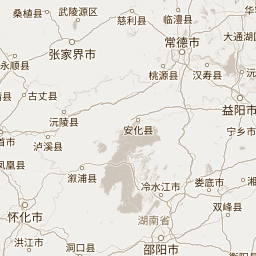 桑植县
武陵源区
慈利县
临澧县
张家界市
常德市
大通湖区
永顺县
桃源县
汉寿县
古丈县
沅陵县
益阳市
安化县
宁乡市
泸溪县
凤凰县
溆浦县
冷水江市
娄底市
怀化市
湖南省
双峰县
洪江市
洞口县
邵阳市